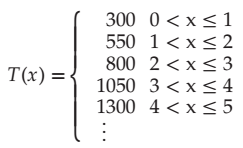 T(x) = { 300 0 < x ≤ 1
550 1 < x ≤ 2
800 2 < x ≤ 3
1050 3 < x ≤ 4
1300 4 < x ≤ 5
⋮